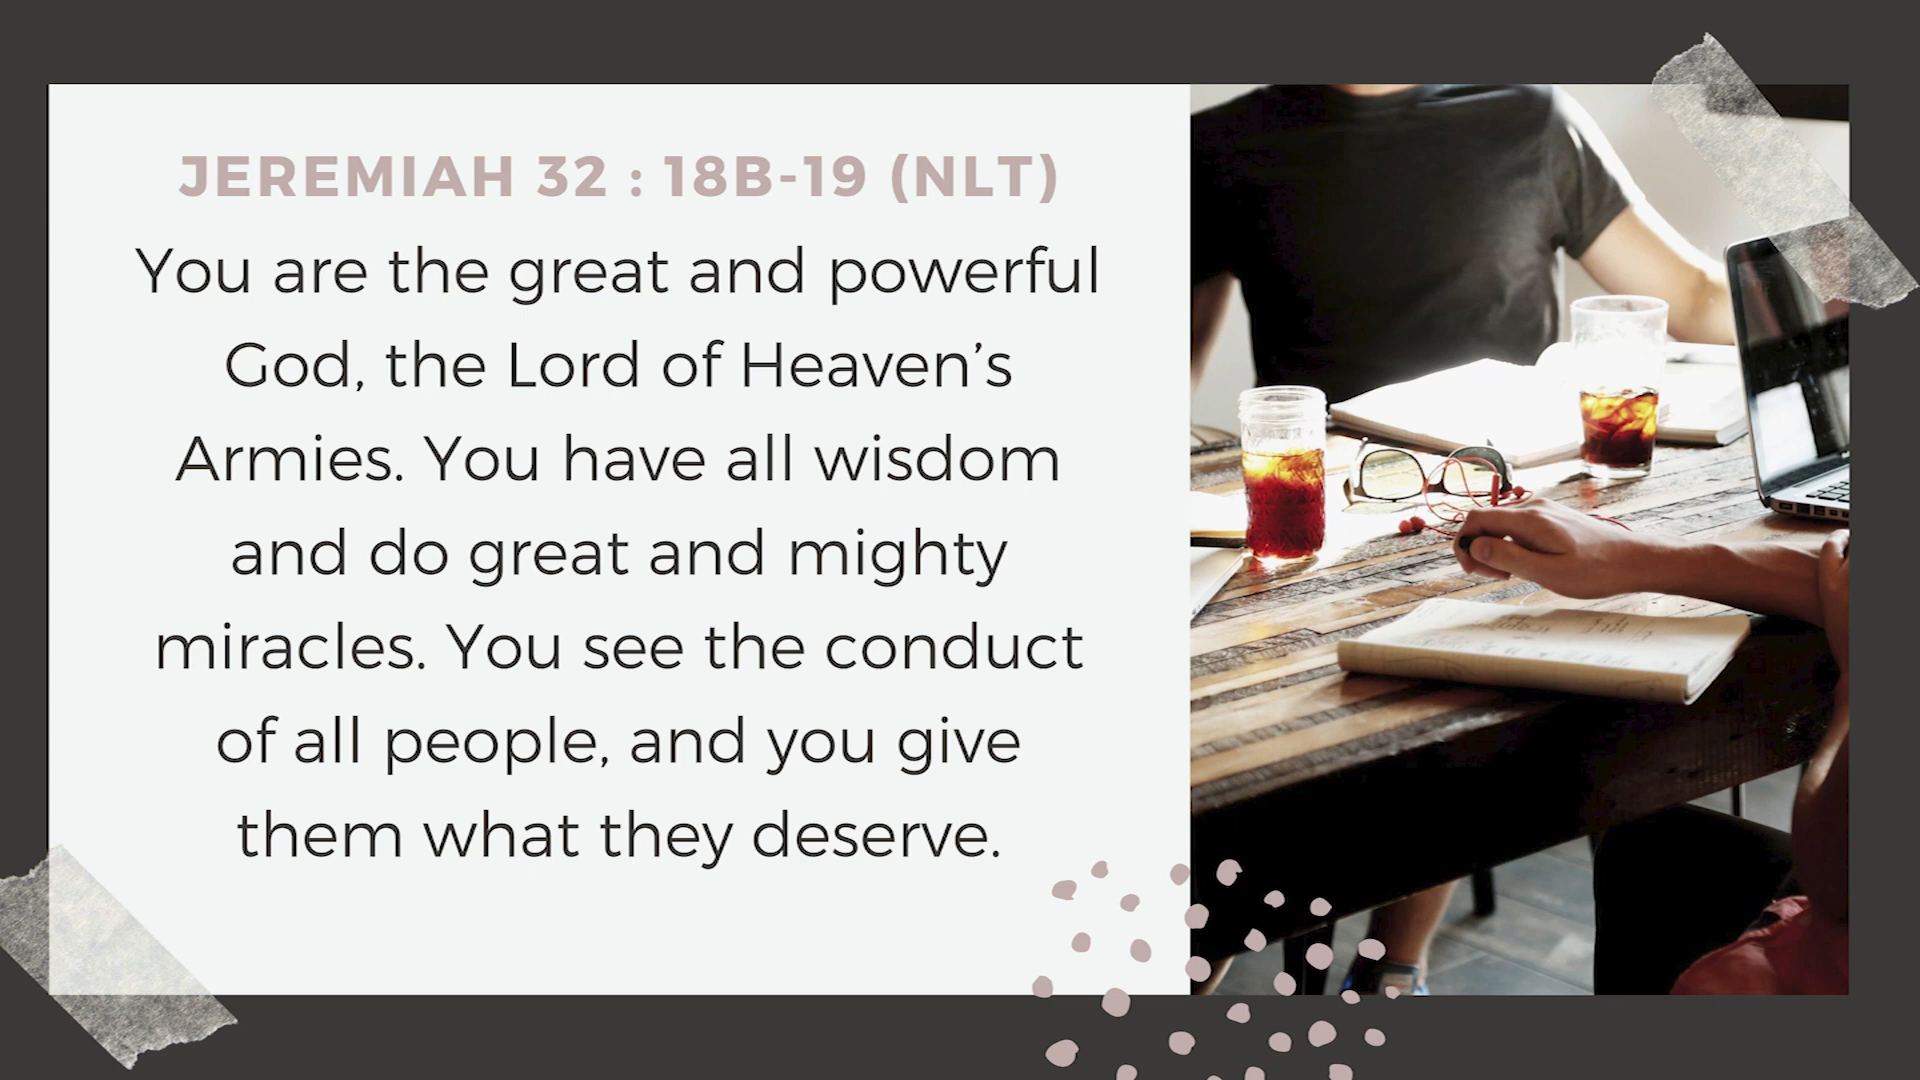 JEREMIAH 32 : 18B-19 (NLT)
You are the great and powerful
God, the Lord of Heaven’s
Armies. You have all wisdom
and do great and mighty
miracles. You see the conduct
of all people, and you give
them what they deserve.